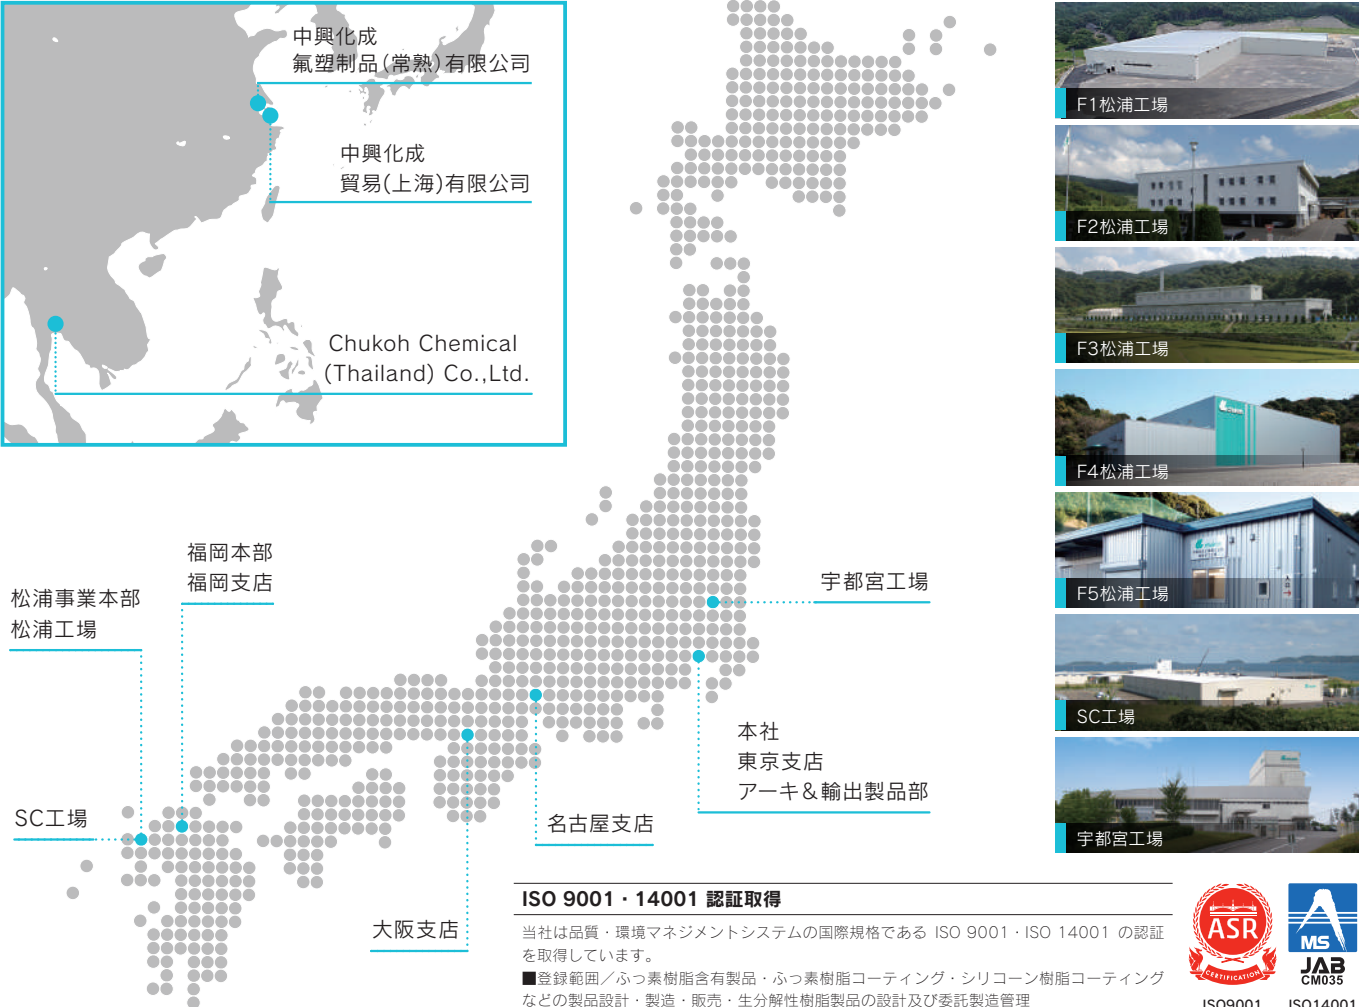 中興化成
氟塑制品(常熟)有限公司
中興化成
貿易(上海)有限公司
Chukoh Chemical
(Thailand) Co.,Ltd.
福岡本部
福岡支店
松浦事業本部
松浦工場
SC工場
宇都宮工場
本社
東京支店
アーキ&輸出製品部
名古屋支店
大阪支店
F1松浦工場
F2松浦工場
F3松浦工場
F4松浦工場
F5松浦工場
SC工場
宇都宮工場
ISO 9001・14001 認証取得
当社は品質・環境マネジメントシステムの国際規格である ISO 9001・ISO 14001 の認証
を取得しています。
■登録範囲／ふっ素樹脂含有製品・ふっ素樹脂コーティング・シリコーン樹脂コーティング
などの製品設計・製造・販売・生分解性樹脂製品の設計及び委託製造管理
ASR
CERTIFICATION
MS
JAB
CM035
ISO9001
ISO14001